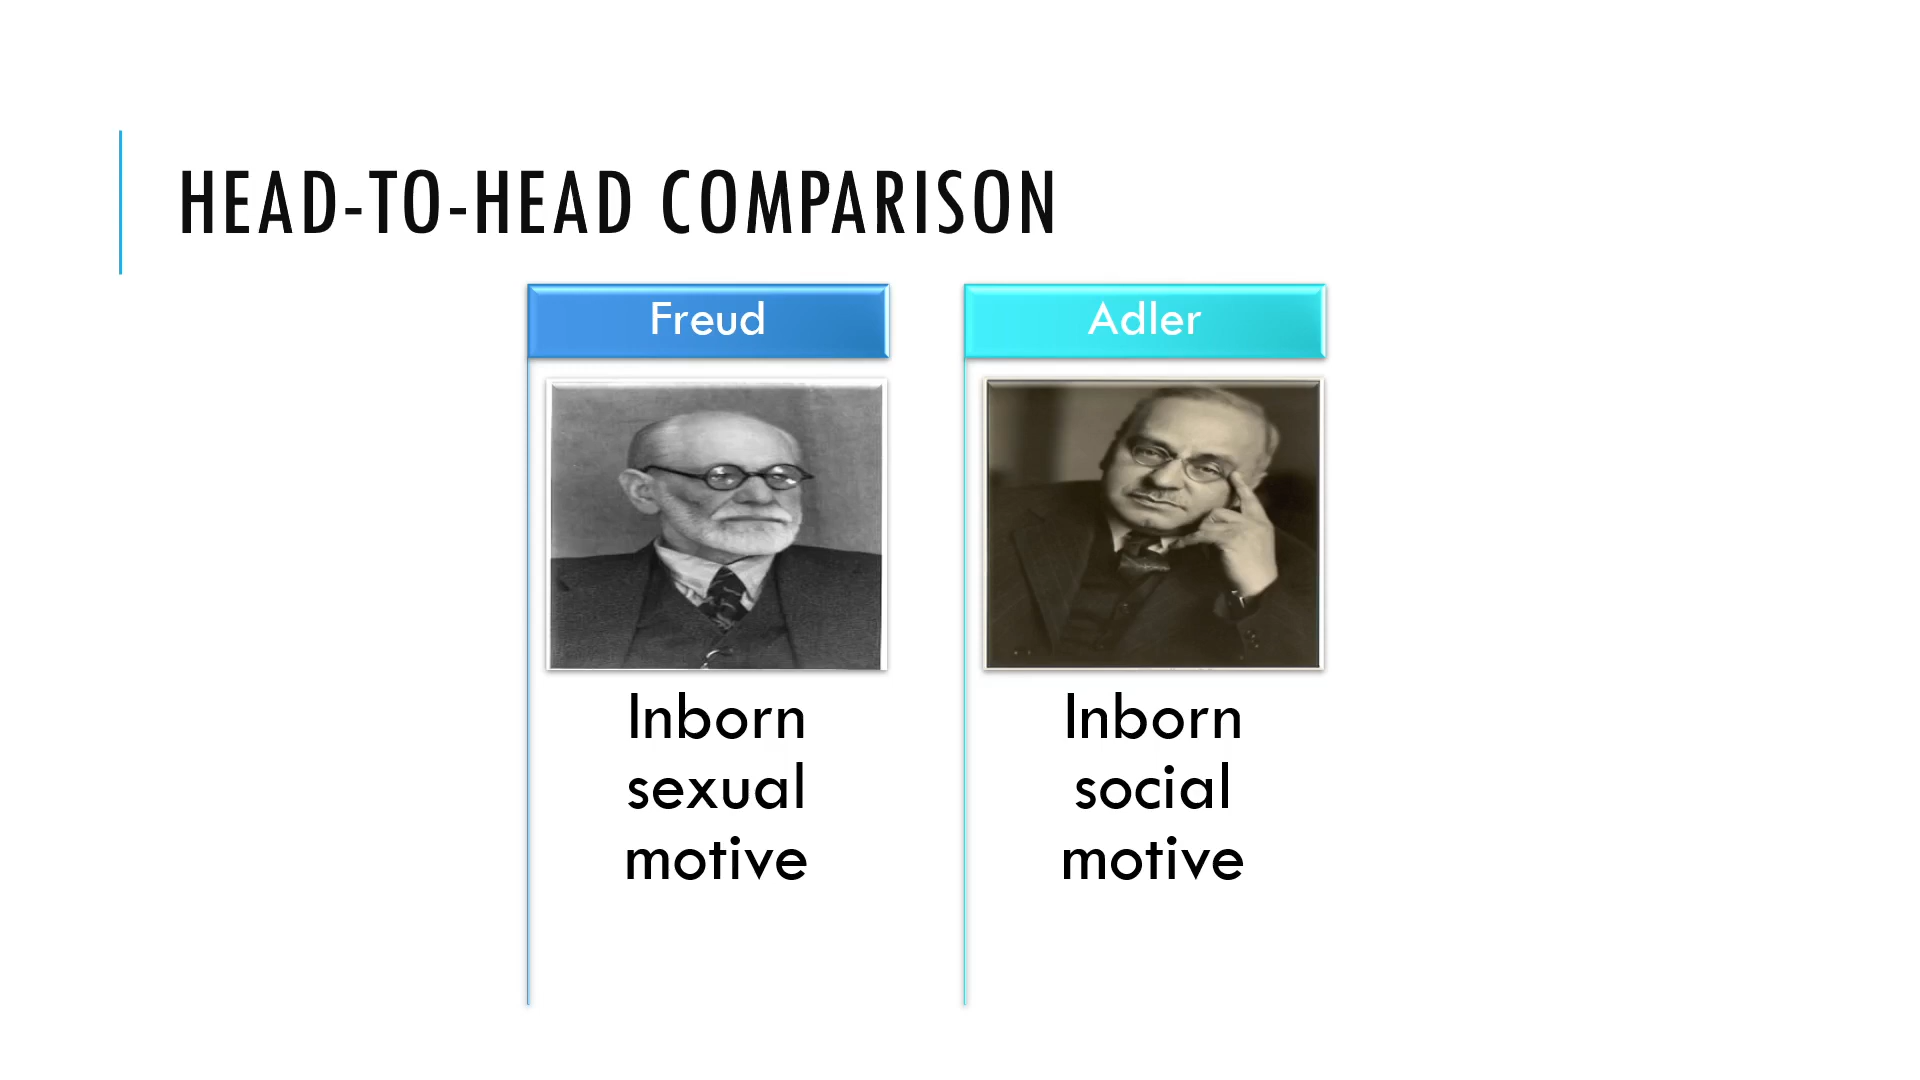 HEAD-TO-HEAD COMPARISON
Freud
Inborn
sexual
motive
Adler
Inborn
social
motive